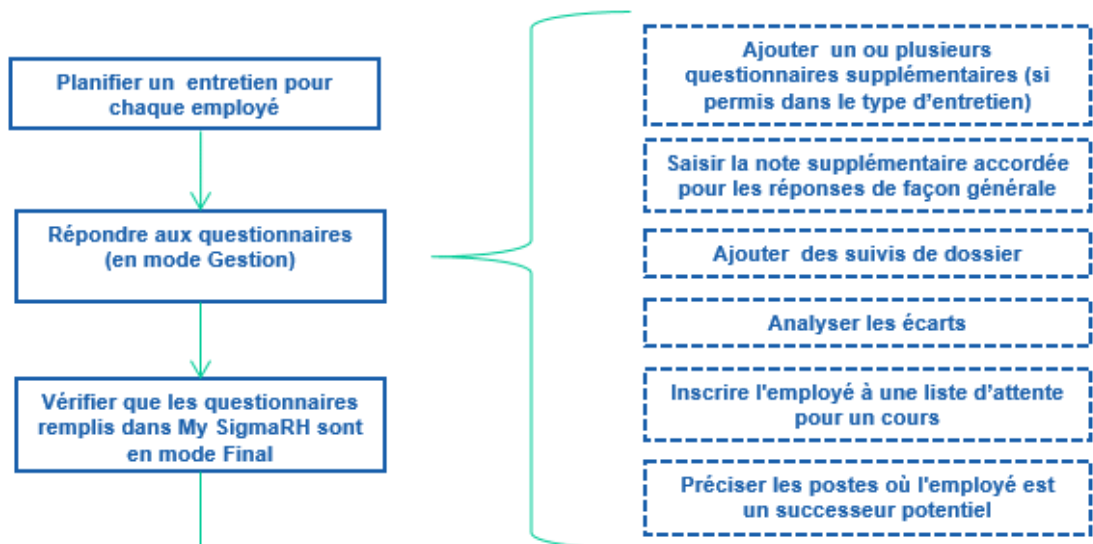 Planifier un entretien pour
chaque employé
Répondre aux questionnaires
(en mode Gestion)
Vérifier que les questionnaires
remplis dans My SigmaRH sont
en mode Final
Ajouter un ou plusieurs
questionnaires supplémentaires (si
permis dans le type d'entretien)
Saisir la note supplémentaire accordée
pour les réponses de façon générale
Ajouter des suivis de dossier
Analyser les écarts
Inscrire l'employé à une liste d'attente
pour un cours
Préciser les postes où l'employé est
un successeur potentiel